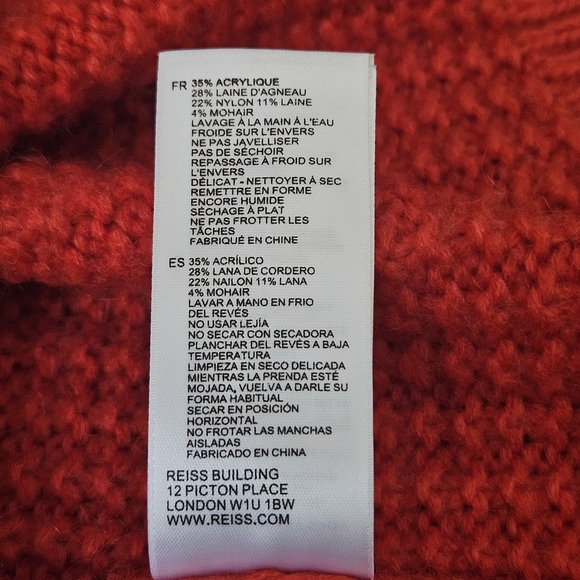 FR 35% ACRYLIQUE
28% LAINE D'AGNEAU
22% NYLON 11% LAINE
4% MOHAIR
LAVAGE À LA MAIN À L'EAU
FROIDE SUR L'ENVERS
NE PAS JAVELLISER
PAS DE SÉCHOIR
REPASSAGE À FROID SUR
L'ENVERS
DÉLICAT - NETTOYER À SEC
REMETTRE EN FORME
ENCORE HUMIDE
SÉCHAGE À PLAT
NE PAS FROTTER LES
TÂCHES
FABRIQUÉ EN CHINE
ES 35% ACRÍLICO
28% LANA DE CORDERO
22% NAILON 11% LANA
4% MOHAIR
LAVAR A MANO EN FRIO
DEL REVÉS
NO USAR LEJÍA
NO SECAR CON SECADORA
PLANCHAR DEL REVÉS A BAJA
TEMPERATURA
LIMPIEZA EN SECO DELICADA
MIENTRAS LA PRENDA ESTÉ
MOJADA, VUELVA A DARLE SU
FORMA HABITUAL
SECAR EN POSICIÓN
HORIZONTAL
NO FROTAR LAS MANCHAS
AISLADAS
FABRICADO EN CHINA
REISS BUILDING
12 PICTON PLACE
LONDON W1U 1BW
WWW.REISS.COM